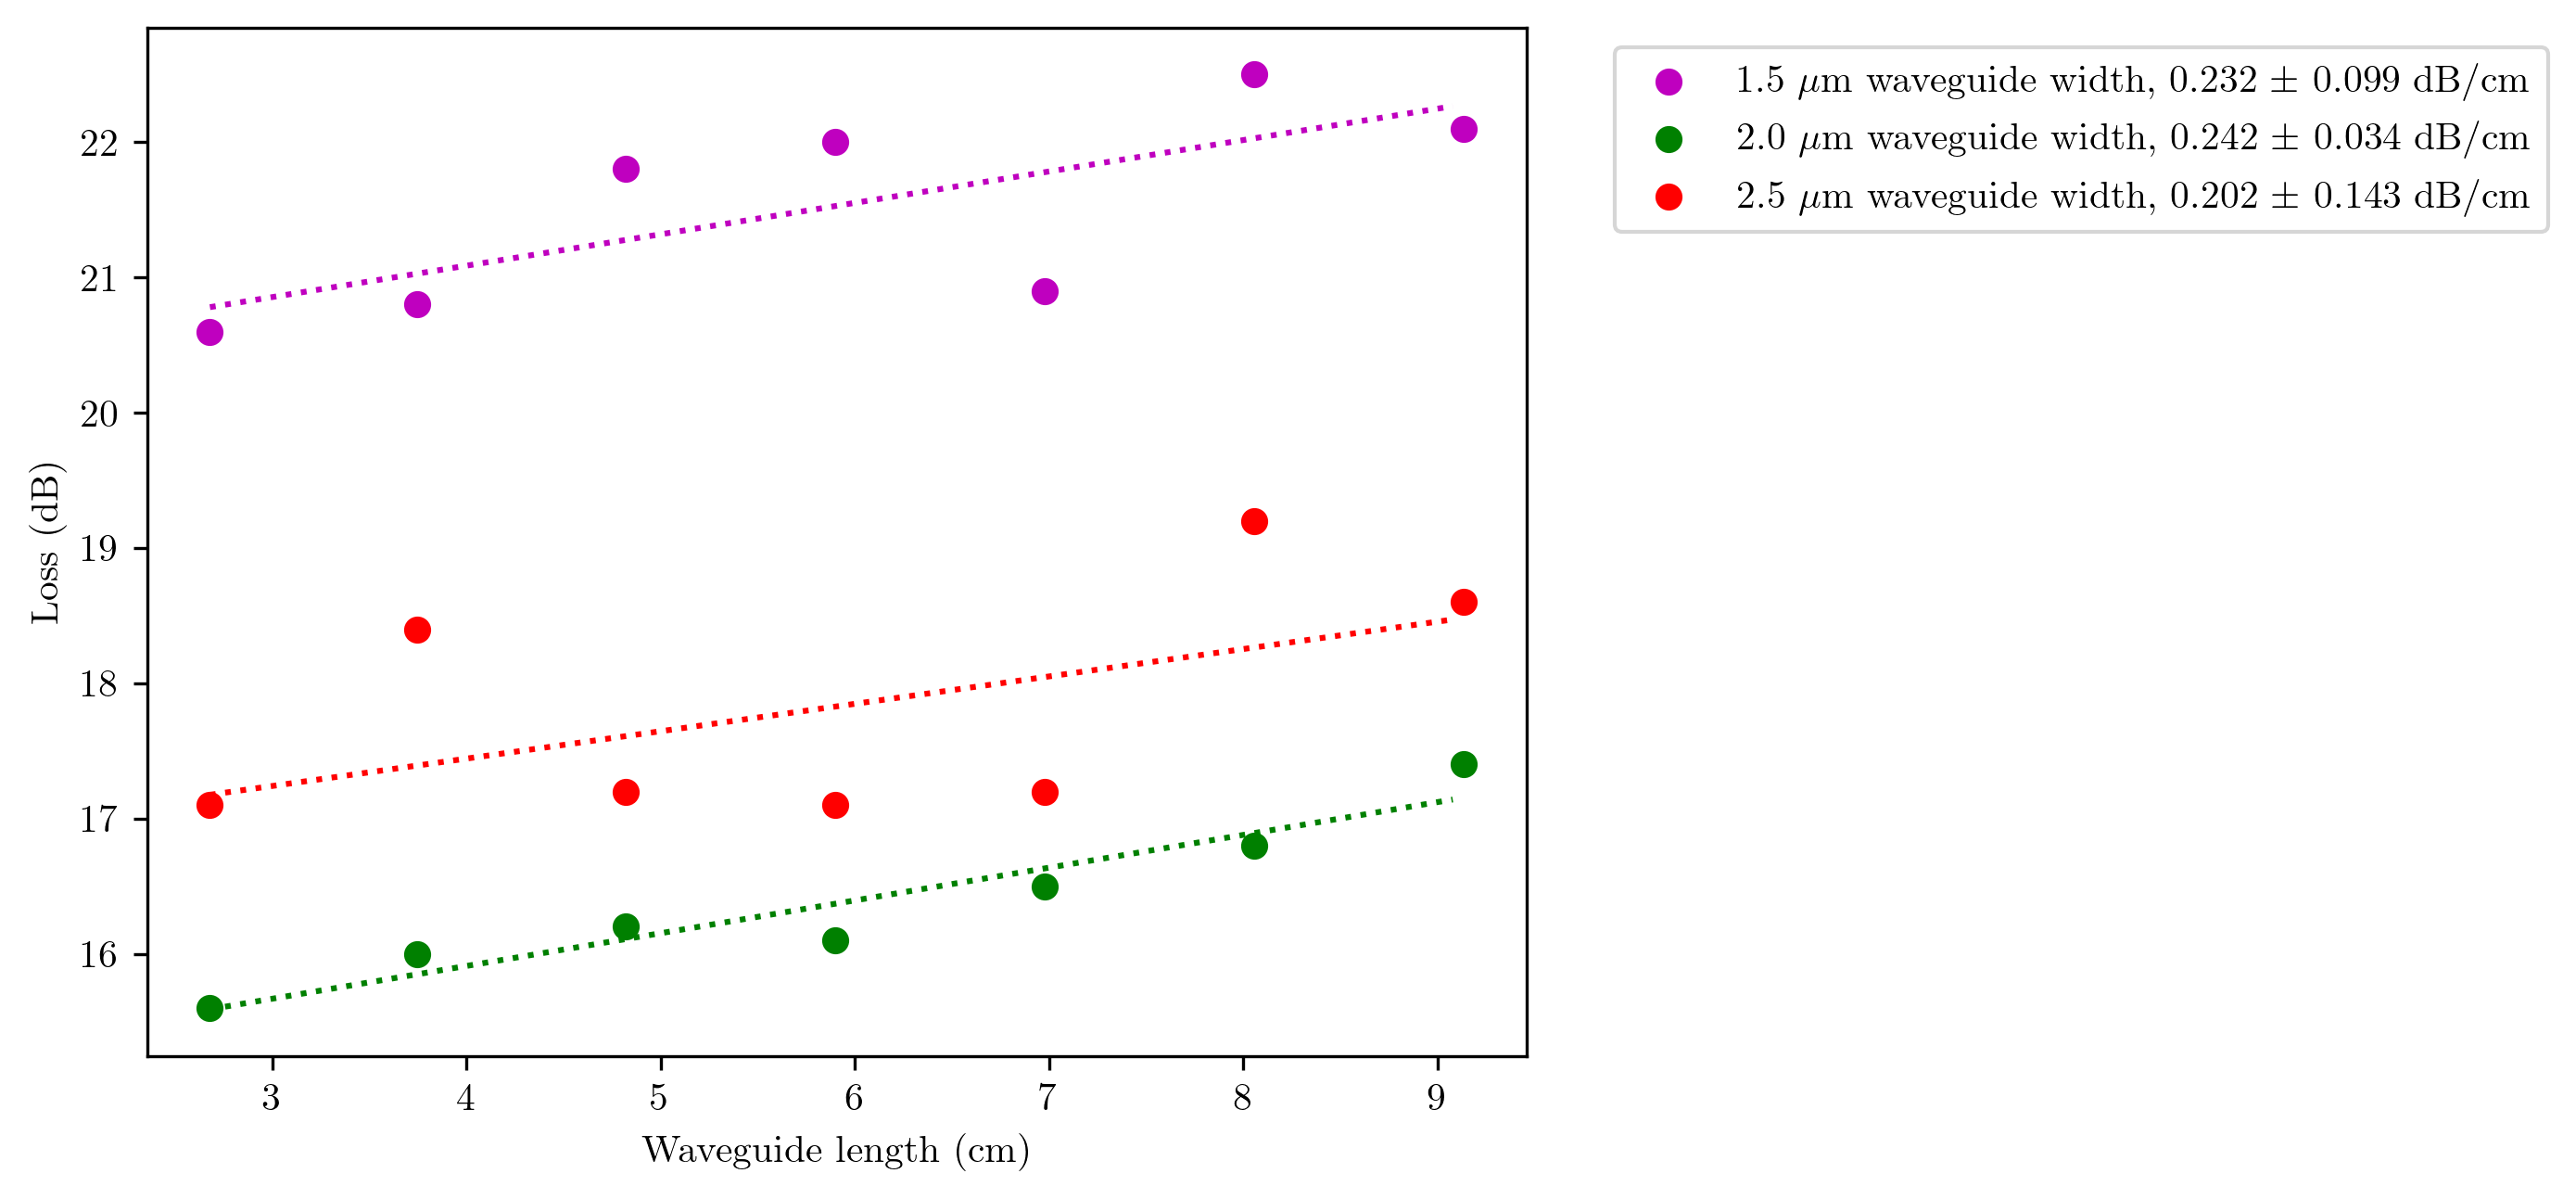 1.5 μm waveguide width, 0.232 ± 0.099 dB/cm
2.0 μm waveguide width, 0.242 ± 0.034 dB/cm
2.5 μm waveguide width, 0.202 ± 0.143 dB/cm
22
21
20
19
18
17
16
Loss (dB)
3 4 5 6 7 8 9
Waveguide length (cm)